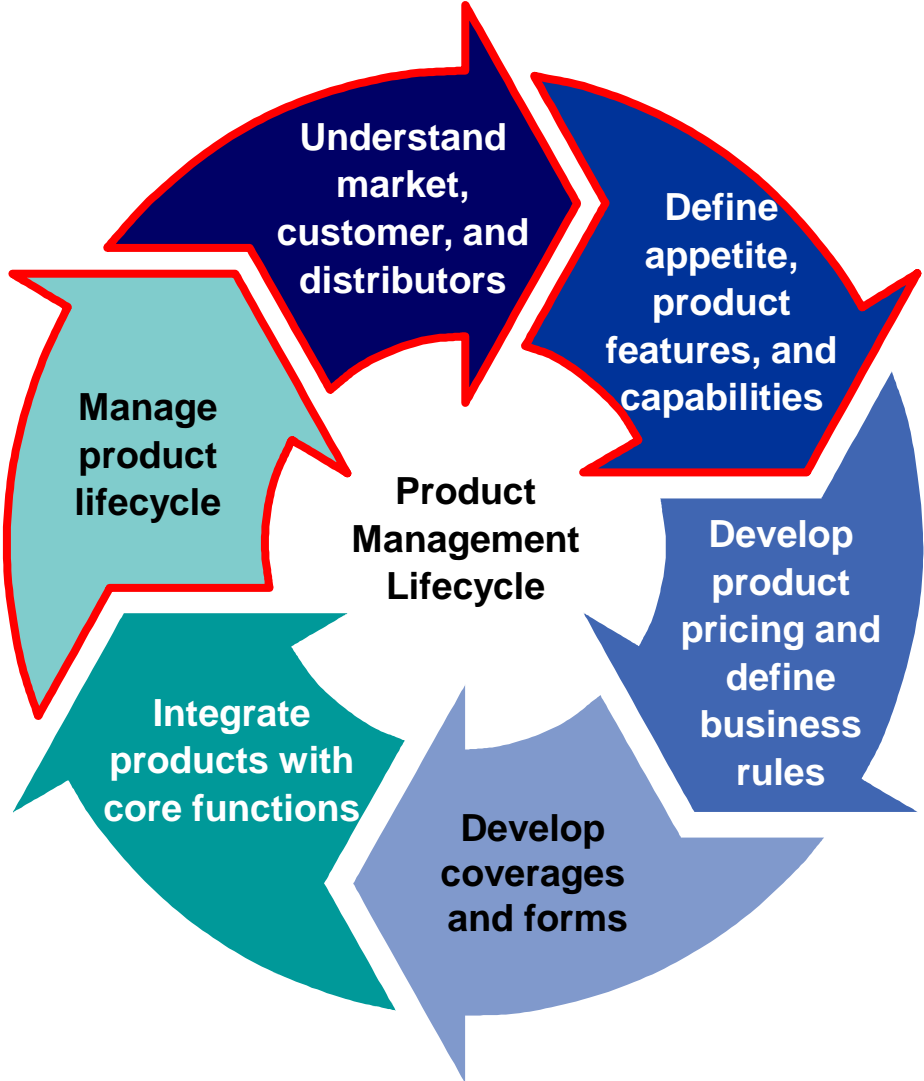 Understand
market,
customer, and
distributors
Define
appetite,
product
features, and
capabilities
Develop
product
pricing and
define
business
rules
Develop
coverages
and forms
Integrate
products with
core functions
Manage
product
lifecycle
Product
Management
Lifecycle